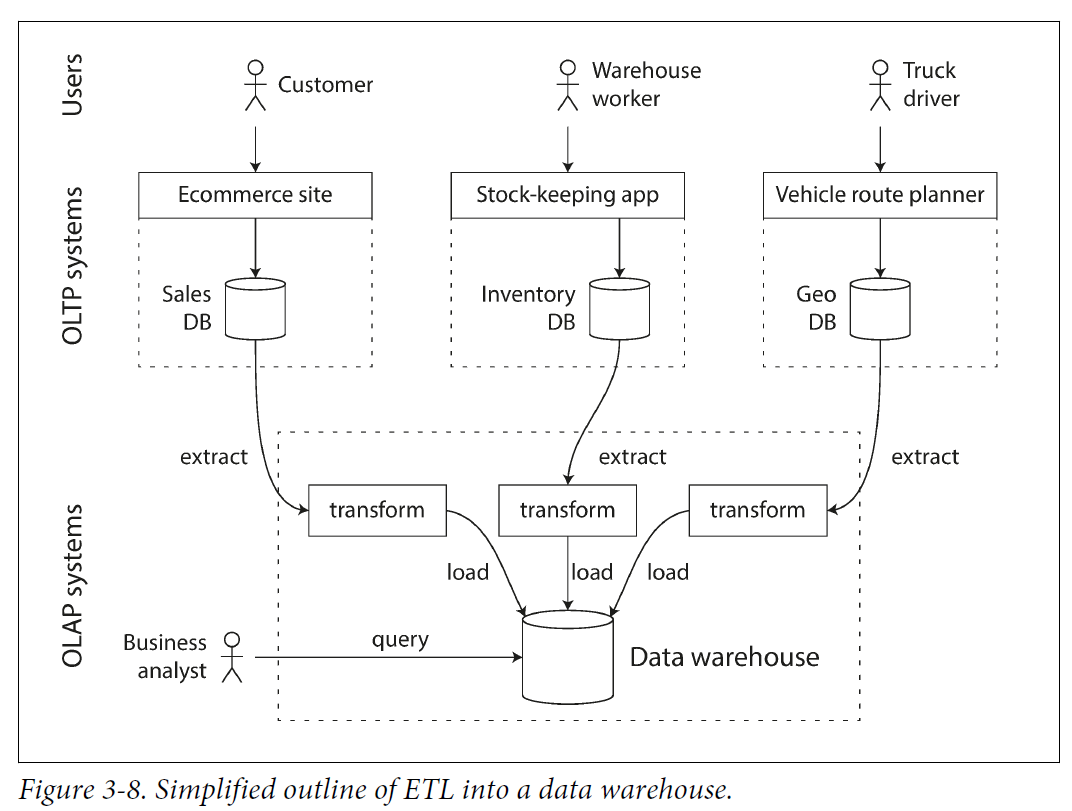 Users
Customer
Warehouse
worker
Truck
driver
OLTP systems
Ecommerce site
Stock-keeping app
Vehicle route planner
Sales
DB
Inventory
DB
Geo
DB
extract
extract
extract
OLAP systems
transform
transform
transform
load
load
load
Business
analyst
query
Data warehouse
Figure 3-8. Simplified outline of ETL into a data warehouse.